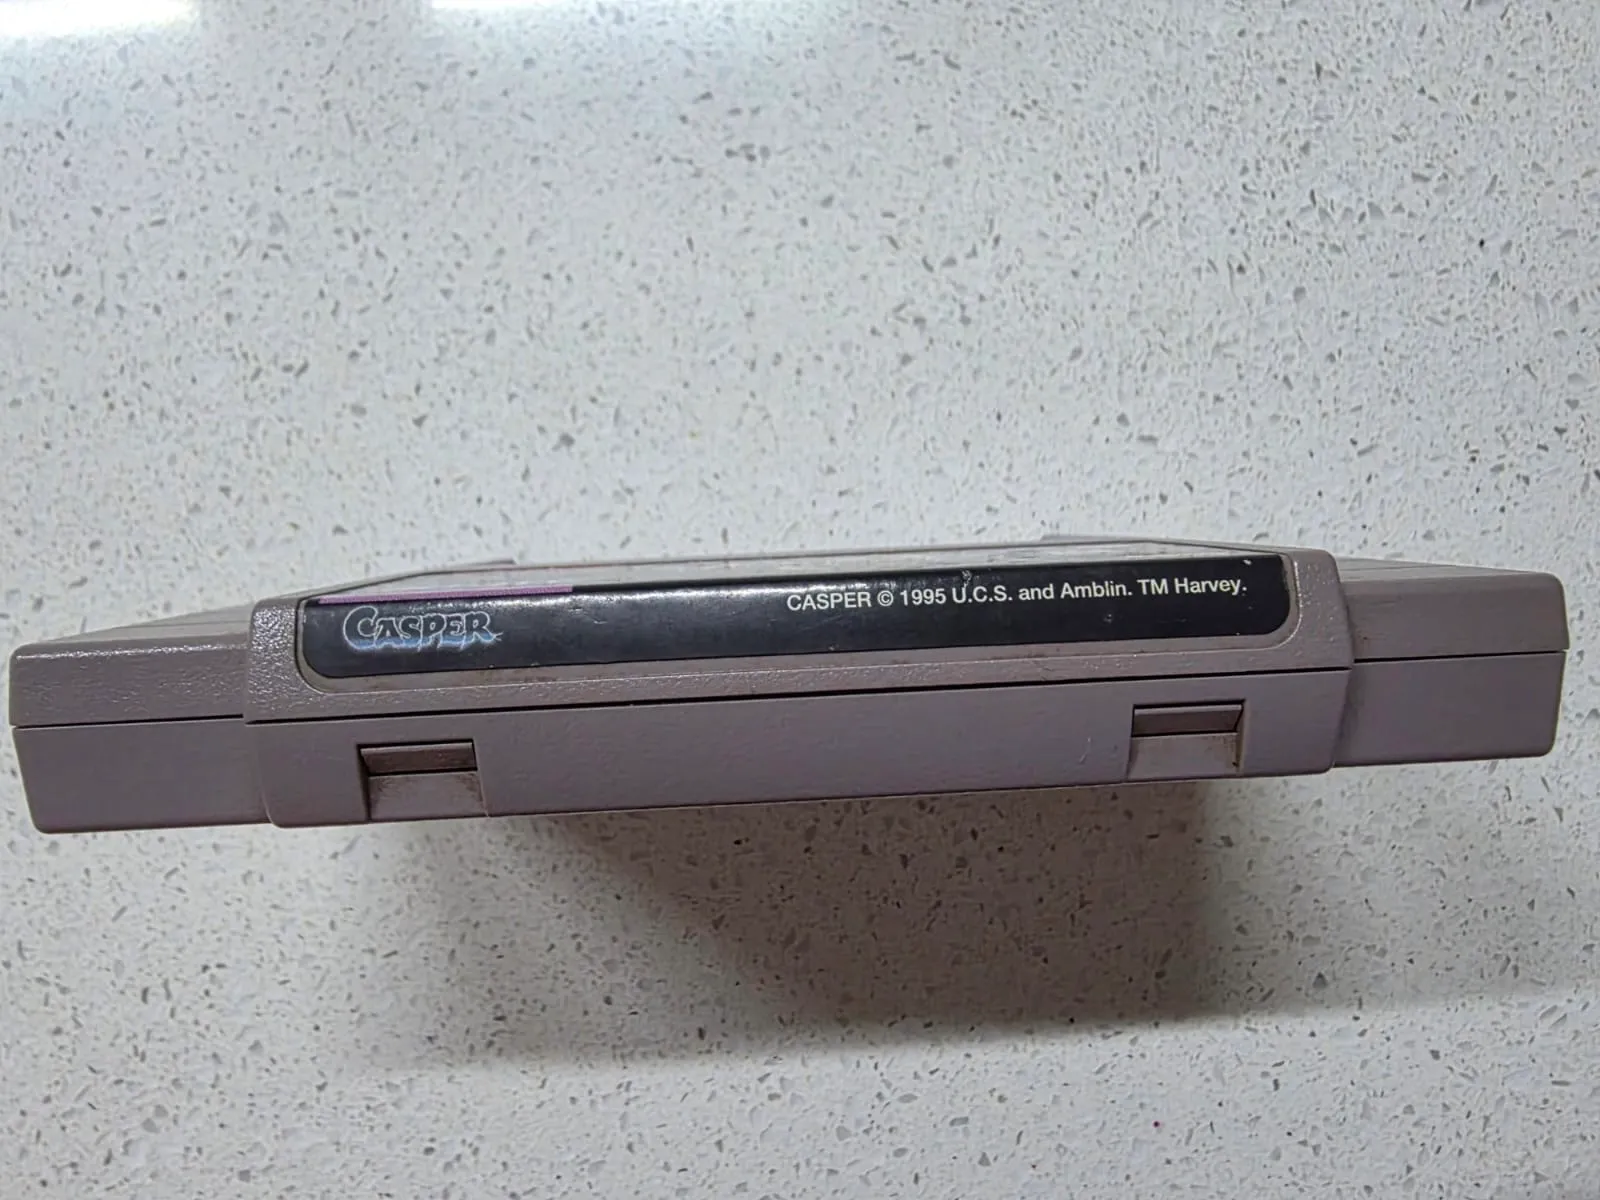 CASPER
CASPER © 1995 U.C.S. and Amblin. TM Harvey.